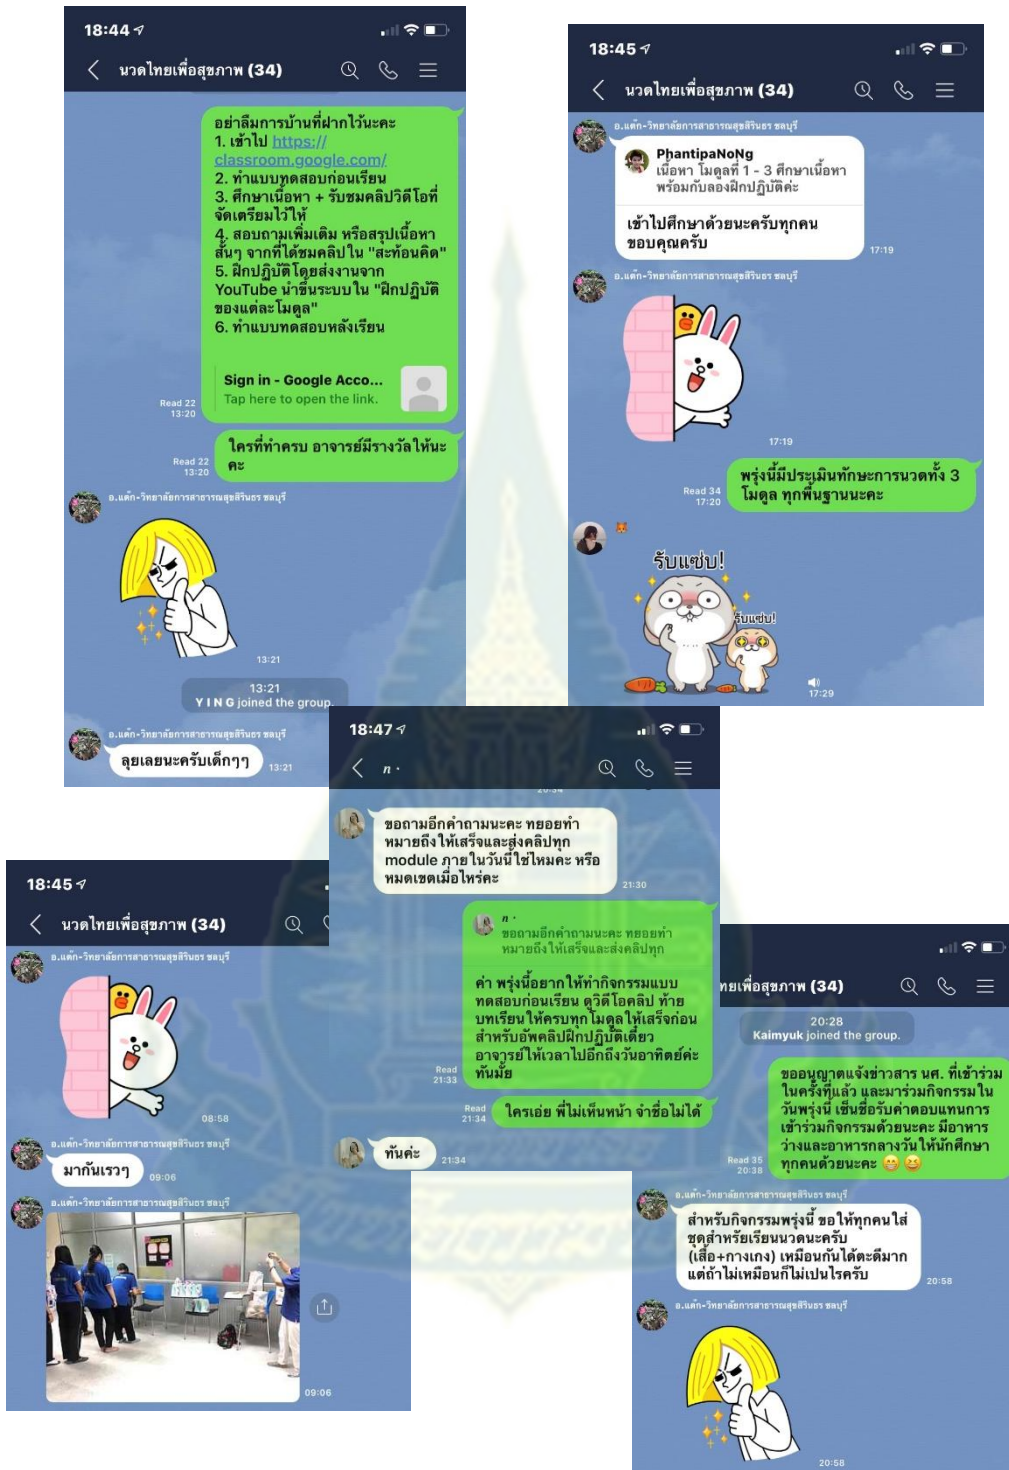 18:44
นวดไทยเพื่อสุขภาพ (34)
อย่าลืมการบ้านที่ฝากไว้นะคะ
1. เข้าไป https://
classroom.google.com/
2. ทำแบบทดสอบก่อนเรียน
3. ศึกษาเนื้อหา + รับชมคลิปวิดีโอที่
จัดเตรียมไว้ให้
4. สอบถามเพิ่มเติม หรือสรุปเนื้อหา
สั้นๆ จากที่ได้ชมคลิปใน "สะท้อนคิด"
5. ฝึกปฏิบัติโดยส่งงานจาก
YouTube นำขึ้นระบบใน "ฝึกปฏิบัติ
ของแต่ละโมดูล"
6. ทำแบบทดสอบหลังเรียน
Sign in - Google Acco...
Tap here to open the link.
Read 22
13:20
ใครที่ทำครบ อาจารย์มีรางวัลให้นะ
คะ
Read 22
13:20
อ.แด๊ก-วิทยาลัยการสาธารณสุขสิรินธร ชลบุรี
13:21
13:21
Y I N G joined the group.
อ.แด๊ก-วิทยาลัยการสาธารณสุขสิรินธร ชลบุรี
ลุยเลยนะครับเด็กๆๆ
13:21
18:45
นวดไทยเพื่อสุขภาพ (34)
อ.แด๊ก-วิทยาลัยการสาธารณสุขสิรินธร ชลบุรี
PhantipaNoNg
เนื้อหา โมดูลที่ 1 - 3 ศึกษาเนื้อหา
พร้อมกับลองฝึกปฏิบัติค่ะ
เข้าไปศึกษาด้วยนะครับทุกคน
ขอบคุณครับ
17:19
อ.แด๊ก-วิทยาลัยการสาธารณสุขสิรินธร ชลบุรี
17:19
พรุ่งนี้มีประเมินทักษะการนวดทั้ง 3
โมดูล ทุกพื้นฐานนะคะ
Read 34
17:20
รับแซ่บ!
รับแซ่บ!
17:29
18:47
n ·
20:34
ขอถามอีกคำถามนะคะ ทยอยทำ
หมายถึงให้เสร็จและส่งคลิปทุก
module ภายในวันนี้ใช่ไหมคะ หรือ
หมดเขตเมื่อไหร่คะ
21:30
n ·
ขอถามอีกคำถามนะคะ ทยอยทำ
หมายถึงให้เสร็จและส่งคลิปทุก
ค่า พรุ่งนี้อยากให้ทำกิจกรรมแบบ
ทดสอบก่อนเรียน ดูวิดีโอคลิป ท้าย
บทเรียนให้ครบทุกโมดูลให้เสร็จก่อน
สำหรับอัพคลิปฝึกปฏิบัติเดี๋ยว
อาจารย์ให้เวลาไปอีกถึงวันอาทิตย์ค่ะ
ทันมั้ย
Read
21:33
ใครเอ่ย พี่ไม่เห็นหน้า จำชื่อไม่ได้
Read
21:34
ทันค่ะ
21:34
18:45
นวดไทยเพื่อสุขภาพ (34)
อ.แด๊ก-วิทยาลัยการสาธารณสุขสิรินธร ชลบุรี
08:58
อ.แด๊ก-วิทยาลัยการสาธารณสุขสิรินธร ชลบุรี
มากันเรวๆ
09:06
อ.แด๊ก-วิทยาลัยการสาธารณสุขสิรินธร ชลบุรี
09:06
ทยเพื่อสุขภาพ (34)
20:28
Kaimyuk joined the group.
ขออนุญาตแจ้งข่าวสาร นศ. ที่เข้าร่วม
ในครั้งที่แล้ว และมาร่วมกิจกรรมใน
วันพรุ่งนี้ เซ็นชื่อรับค่าตอบแทนการ
เข้าร่วมกิจกรรมด้วยนะคะ มีอาหาร
ว่างและอาหารกลางวันให้นักศึกษา
ทุกคนด้วยนะคะ 😁 😆
Read 35
20:38
อ.แด๊ก-วิทยาลัยการสาธารณสุขสิรินธร ชลบุรี
สำหรับกิจกรรมพรุ่งนี้ ขอให้ทุกคนใส่
ชุดสำหรับเรียนนวดนะครับ
(เสื้อ+กางเกง) เหมือนกันได้ตะดีมาก
แต่ถ้าไม่เหมือนก็ไม่เปนไรครับ
20:58
อ.แด๊ก-วิทยาลัยการสาธารณสุขสิรินธร ชลบุรี
20:58